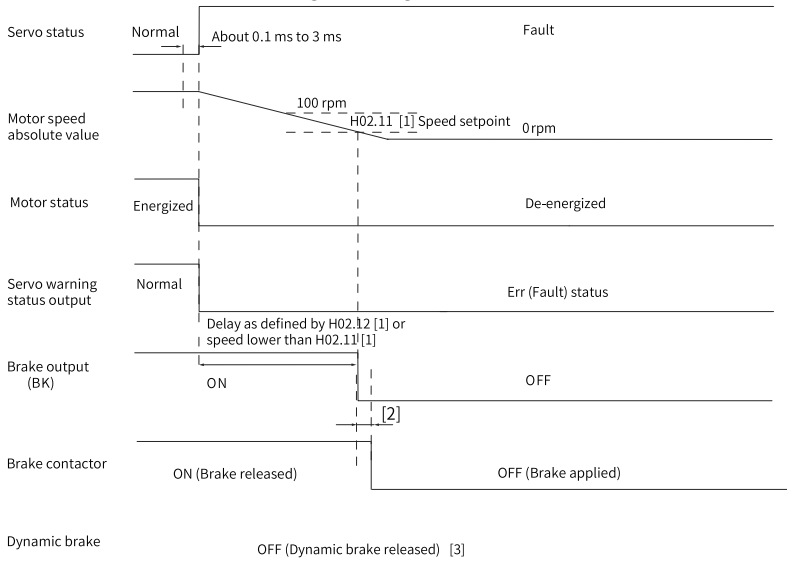 Servo status
Normal
About 0.1 ms to 3 ms
Fault
Motor speed
absolute value
100 rpm
H02.11 [1] Speed setpoint
0rpm
Motor status
Energized
De-energized
Servo warning
status output
Normal
Err (Fault) status
Delay as defined by H02.12 [1] or
speed lower than H02.11 [1]
Brake output
(BK)
ON
OFF
[2]
Brake contactor
ON (Brake released)
OFF (Brake applied)
Dynamic brake
OFF (Dynamic brake released) [3]